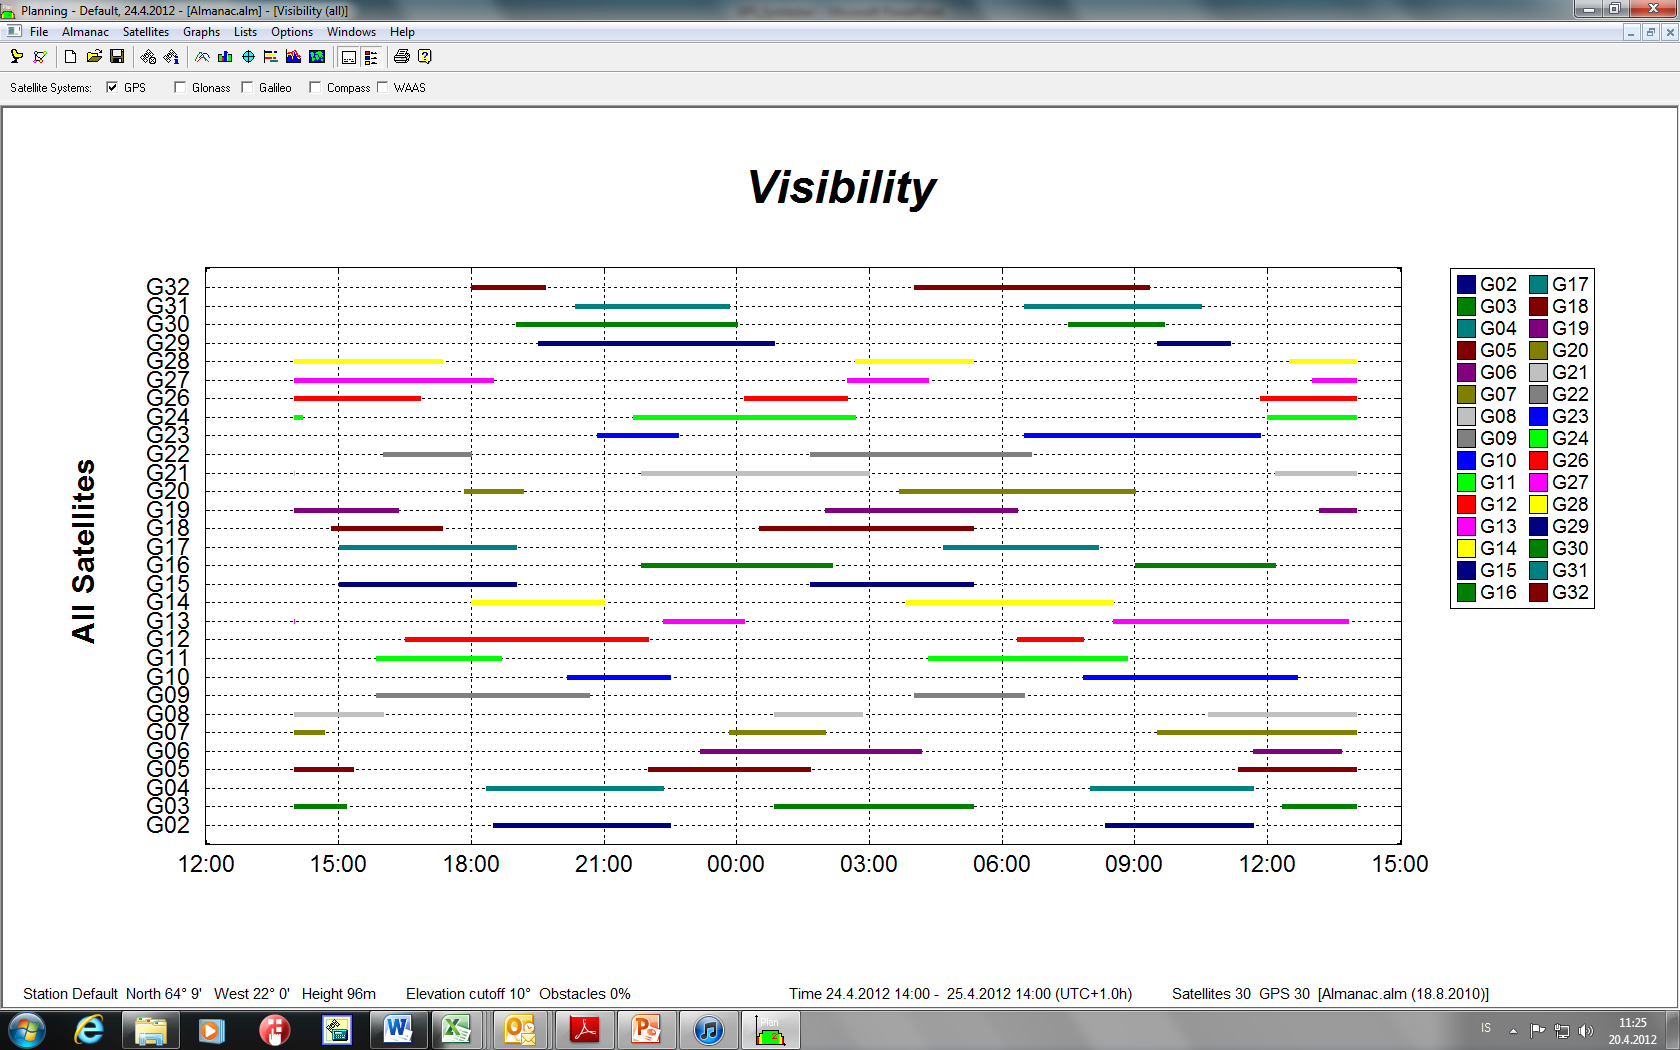 Planning - Default, 24.4.2012 - [Almanac.alm] - [Visibility (all)]
File Almanac Satellites Graphs Lists Options Windows Help
Satellite Systems: GPS Glonass Galileo Compass WAAS
Visibility
All Satellites
G32
G31
G30
G29
G28
G27
G26
G24
G23
G22
G21
G20
G19
G18
G17
G16
G15
G14
G13
G12
G11
G10
G09
G08
G07
G06
G05
G04
G03
G02
12:00 15:00 18:00 21:00 00:00 03:00 06:00 09:00 12:00 15:00
G02 G17
G03 G18
G04 G19
G05 G20
G06 G21
G07 G22
G08 G23
G09 G24
G10 G26
G11 G27
G12 G28
G13 G29
G14 G30
G15 G31
G16 G32
Station Default North 64° 9' West 22° 0' Height 96m Elevation cutoff 10° Obstacles 0% Time 24.4.2012 14:00 - 25.4.2012 14:00 (UTC+1.0h) Satellites 30 GPS 30 [Almanac.alm (18.8.2010)]
Plan
IS
11:25
20.4.2012